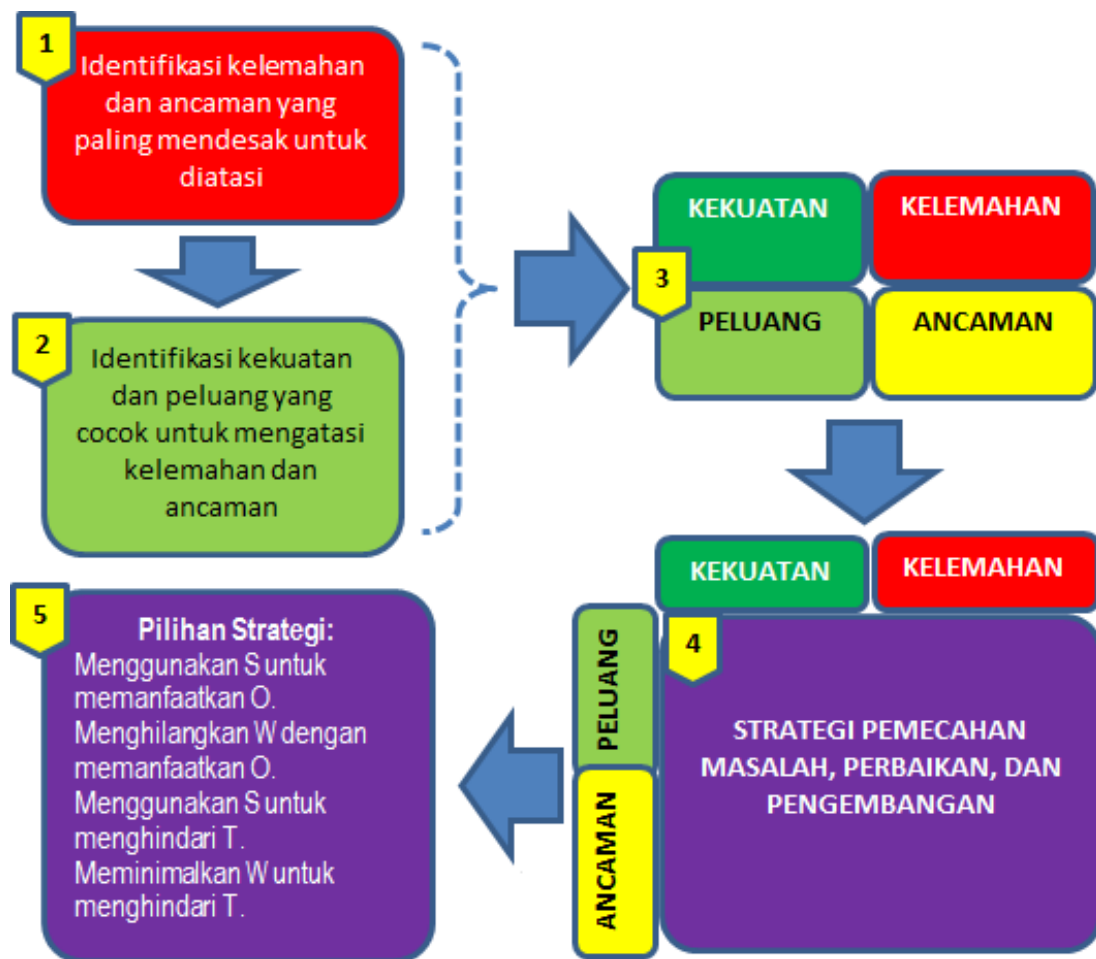 1
Identifikasi kelemahan
dan ancaman yang
paling mendesak untuk
diatasi
2
Identifikasi kekuatan
dan peluang yang
cocok untuk mengatasi
kelemahan dan
ancaman
3
KEKUATAN
KELEMAHAN
PELUANG
ANCAMAN
4
KEKUATAN
KELEMAHAN
PELUANG
ANCAMAN
STRATEGI PEMECAHAN
MASALAH, PERBAIKAN, DAN
PENGEMBANGAN
5
Pilihan Strategi:
Menggunakan S untuk
memanfaatkan O.
Menghilangkan W dengan
memanfaatkan O.
Menggunakan S untuk
menghindari T.
Meminimalkan W untuk
menghindari T.